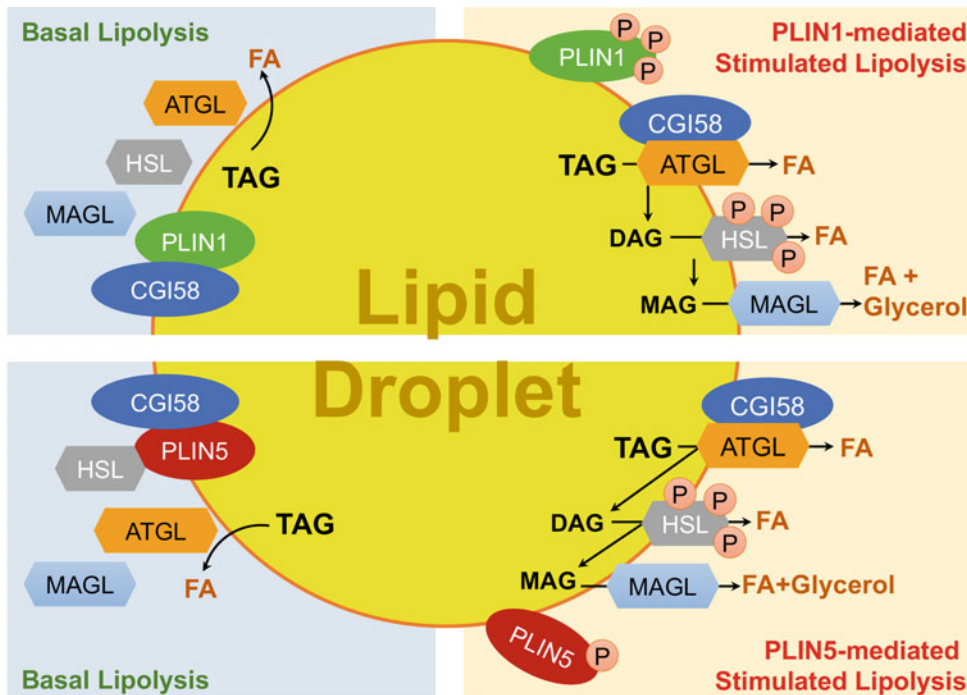 Basal Lipolysis
FA
ATGL
HSL
TAG
MAGL
PLIN1
CGI58
PLIN1-mediated
Stimulated Lipolysis
PLIN1
P
P
P
CGI58
TAG
ATGL
FA
DAG
HSL
P
P
P
FA
MAG
MAGL
FA +
Glycerol
Lipid
Droplet
CGI58
PLIN5
HSL
ATGL
TAG
MAGL
FA
Basal Lipolysis
CGI58
TAG
ATGL
FA
DAG
HSL
P
P
P
FA
MAG
MAGL
FA+Glycerol
PLIN5
P
PLIN5-mediated
Stimulated Lipolysis